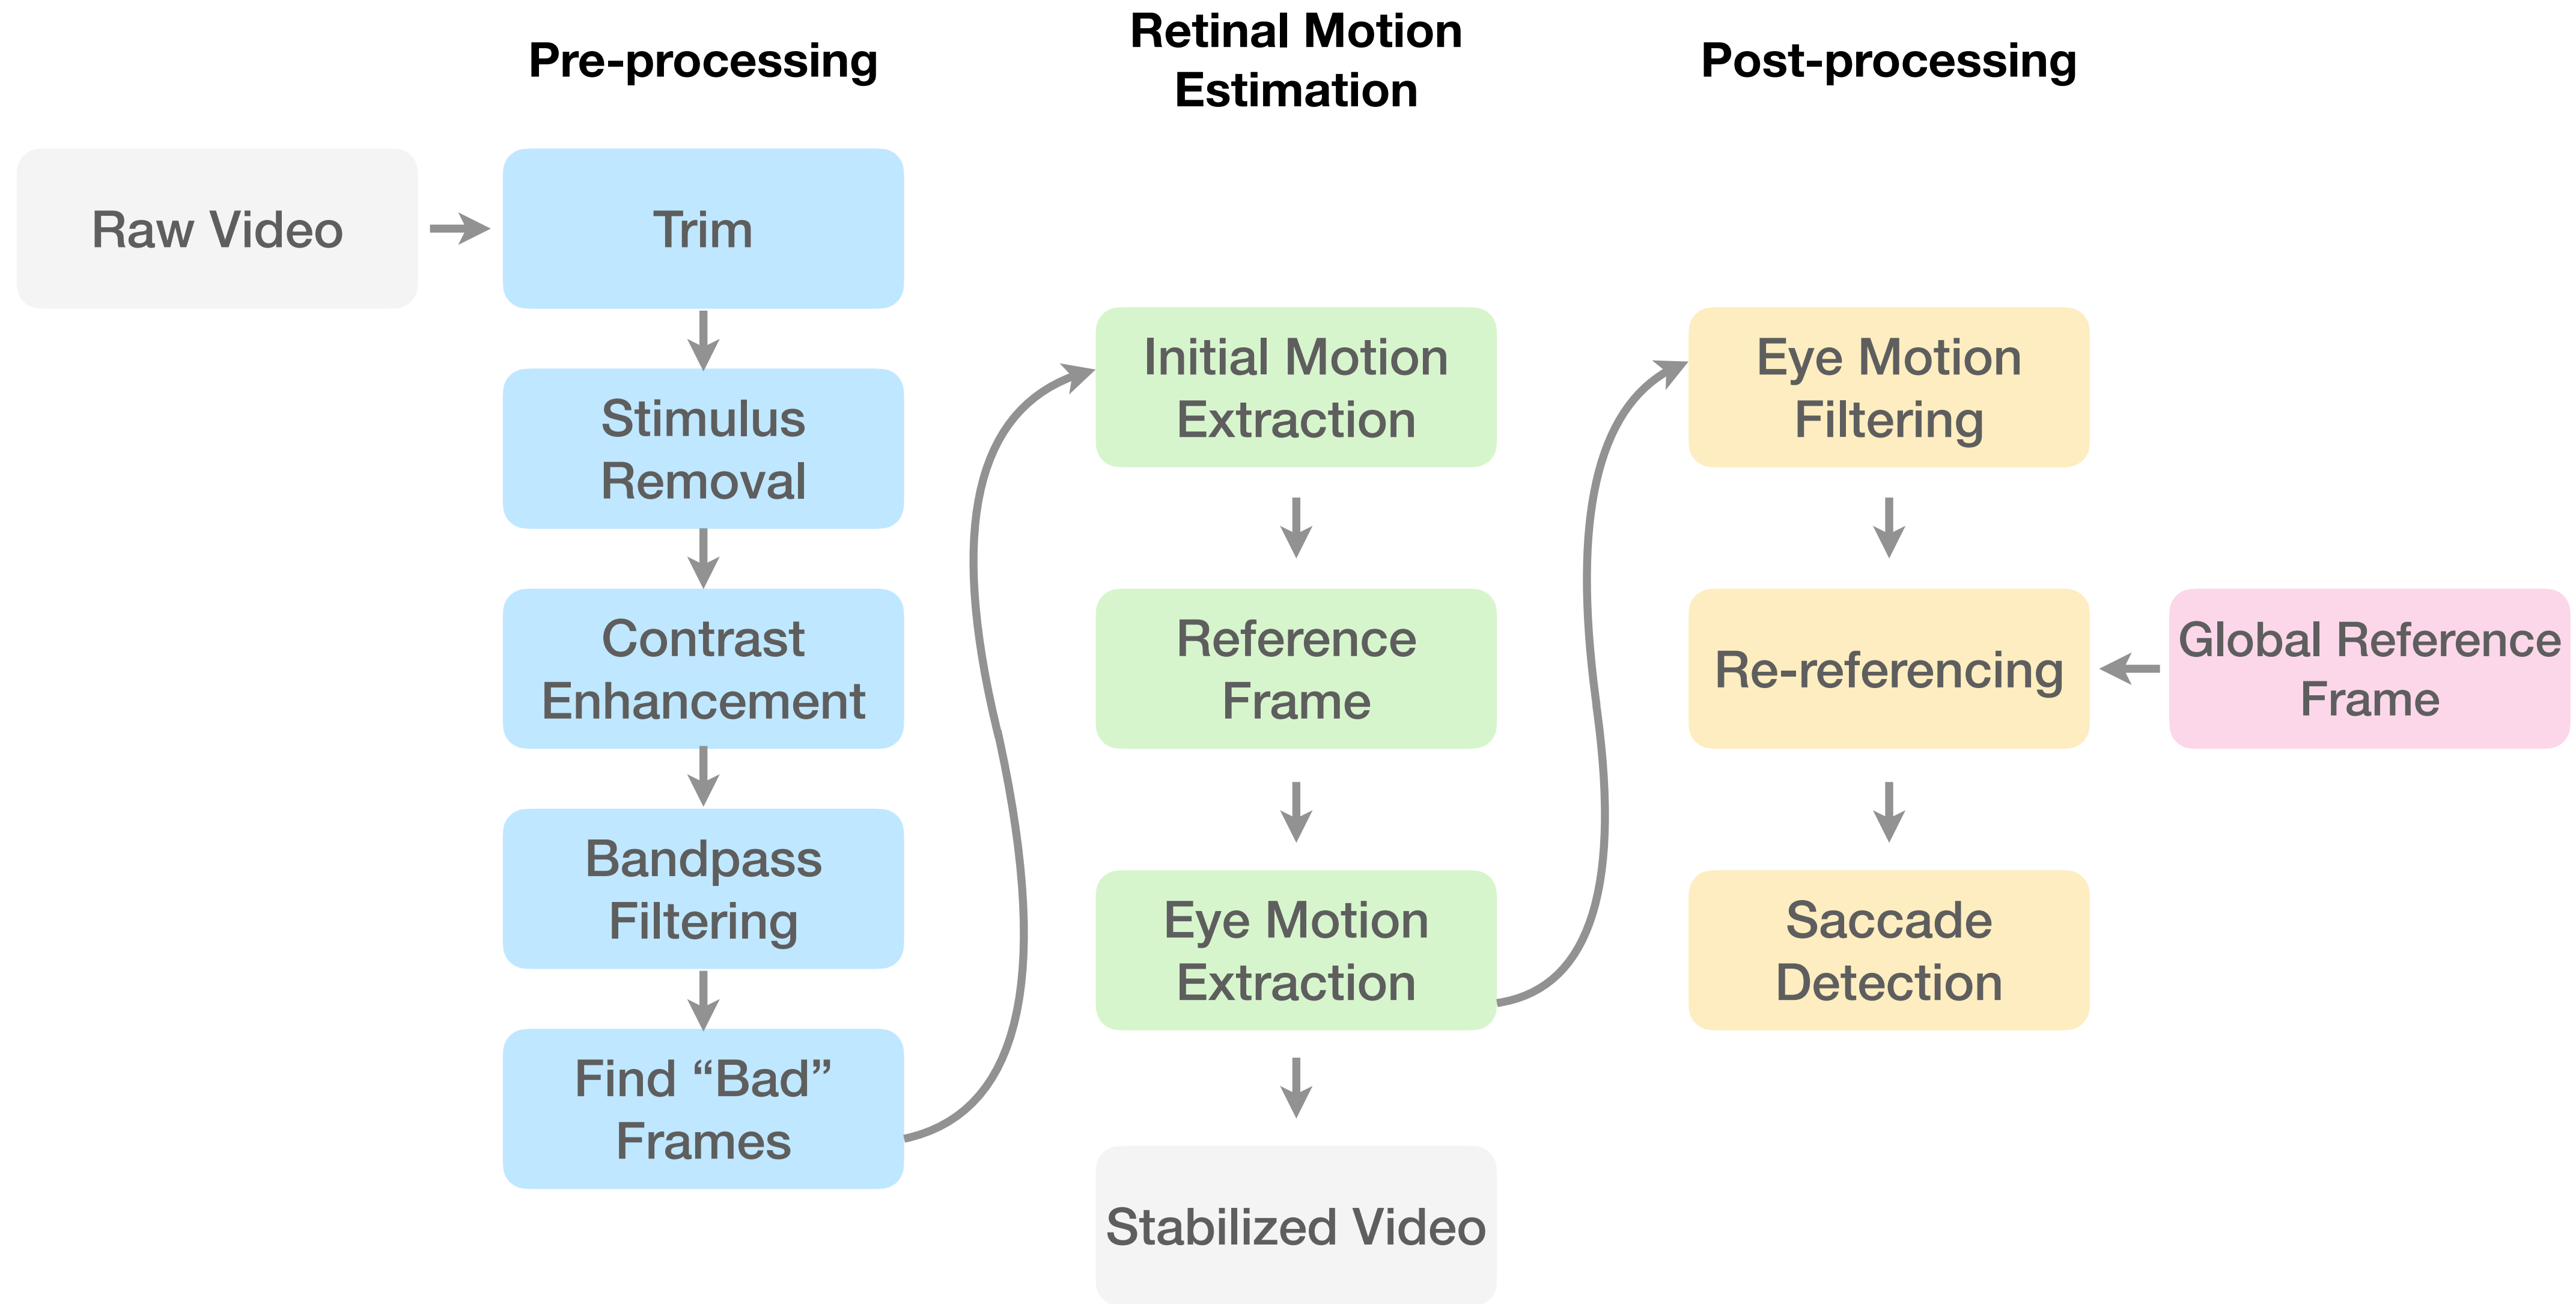 Pre-processing
Retinal Motion
Estimation
Post-processing
Raw Video
Trim
Stimulus
Removal
Contrast
Enhancement
Bandpass
Filtering
Find “Bad”
Frames
Initial Motion
Extraction
Reference
Frame
Eye Motion
Extraction
Stabilized Video
Eye Motion
Filtering
Re-referencing
Global Reference
Frame
Saccade
Detection